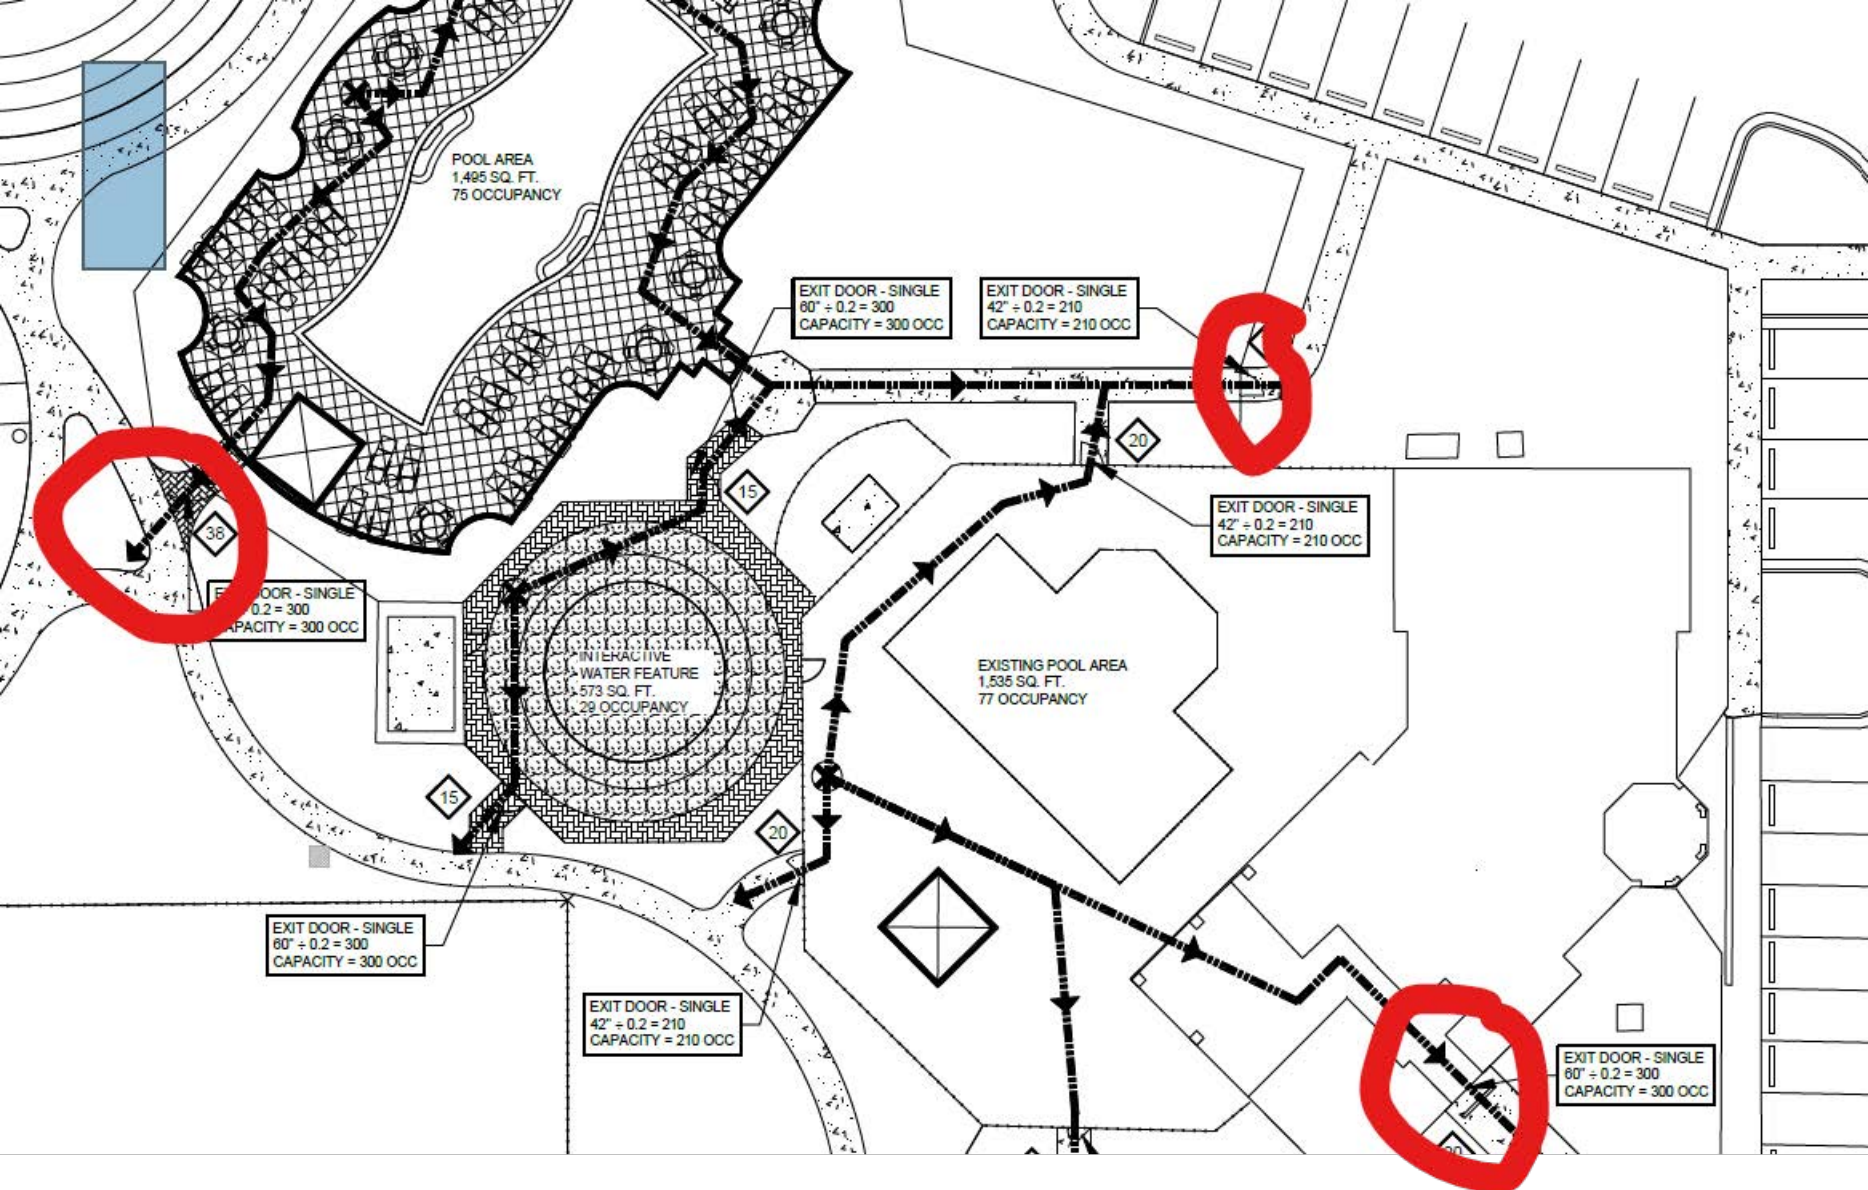 POOL AREA
1,495 SQ. FT.
75 OCCUPANCY
EXIT DOOR - SINGLE
60" ÷ 0.2 = 300
CAPACITY = 300 OCC
EXIT DOOR - SINGLE
42" ÷ 0.2 = 210
CAPACITY = 210 OCC
20
15
EXIT DOOR - SINGLE
42" ÷ 0.2 = 210
CAPACITY = 210 OCC
38
DOOR - SINGLE
0.2 = 300
CAPACITY = 300 OCC
INTERACTIVE
WATER FEATURE
573 SQ. FT.
29 OCCUPANCY
EXISTING POOL AREA
1,535 SQ. FT.
77 OCCUPANCY
15
20
EXIT DOOR - SINGLE
60" ÷ 0.2 = 300
CAPACITY = 300 OCC
EXIT DOOR - SINGLE
42" ÷ 0.2 = 210
CAPACITY = 210 OCC
EXIT DOOR - SINGLE
60" ÷ 0.2 = 300
CAPACITY = 300 OCC